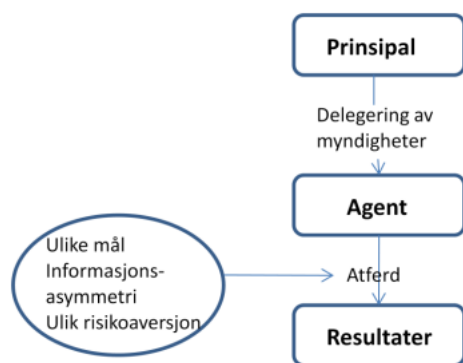 Prinsipal
Delegering av
myndigheter
Agent
Ulike mål
Informasjons-
asymmetri
Ulik risikoaversjon
Atferd
Resultater